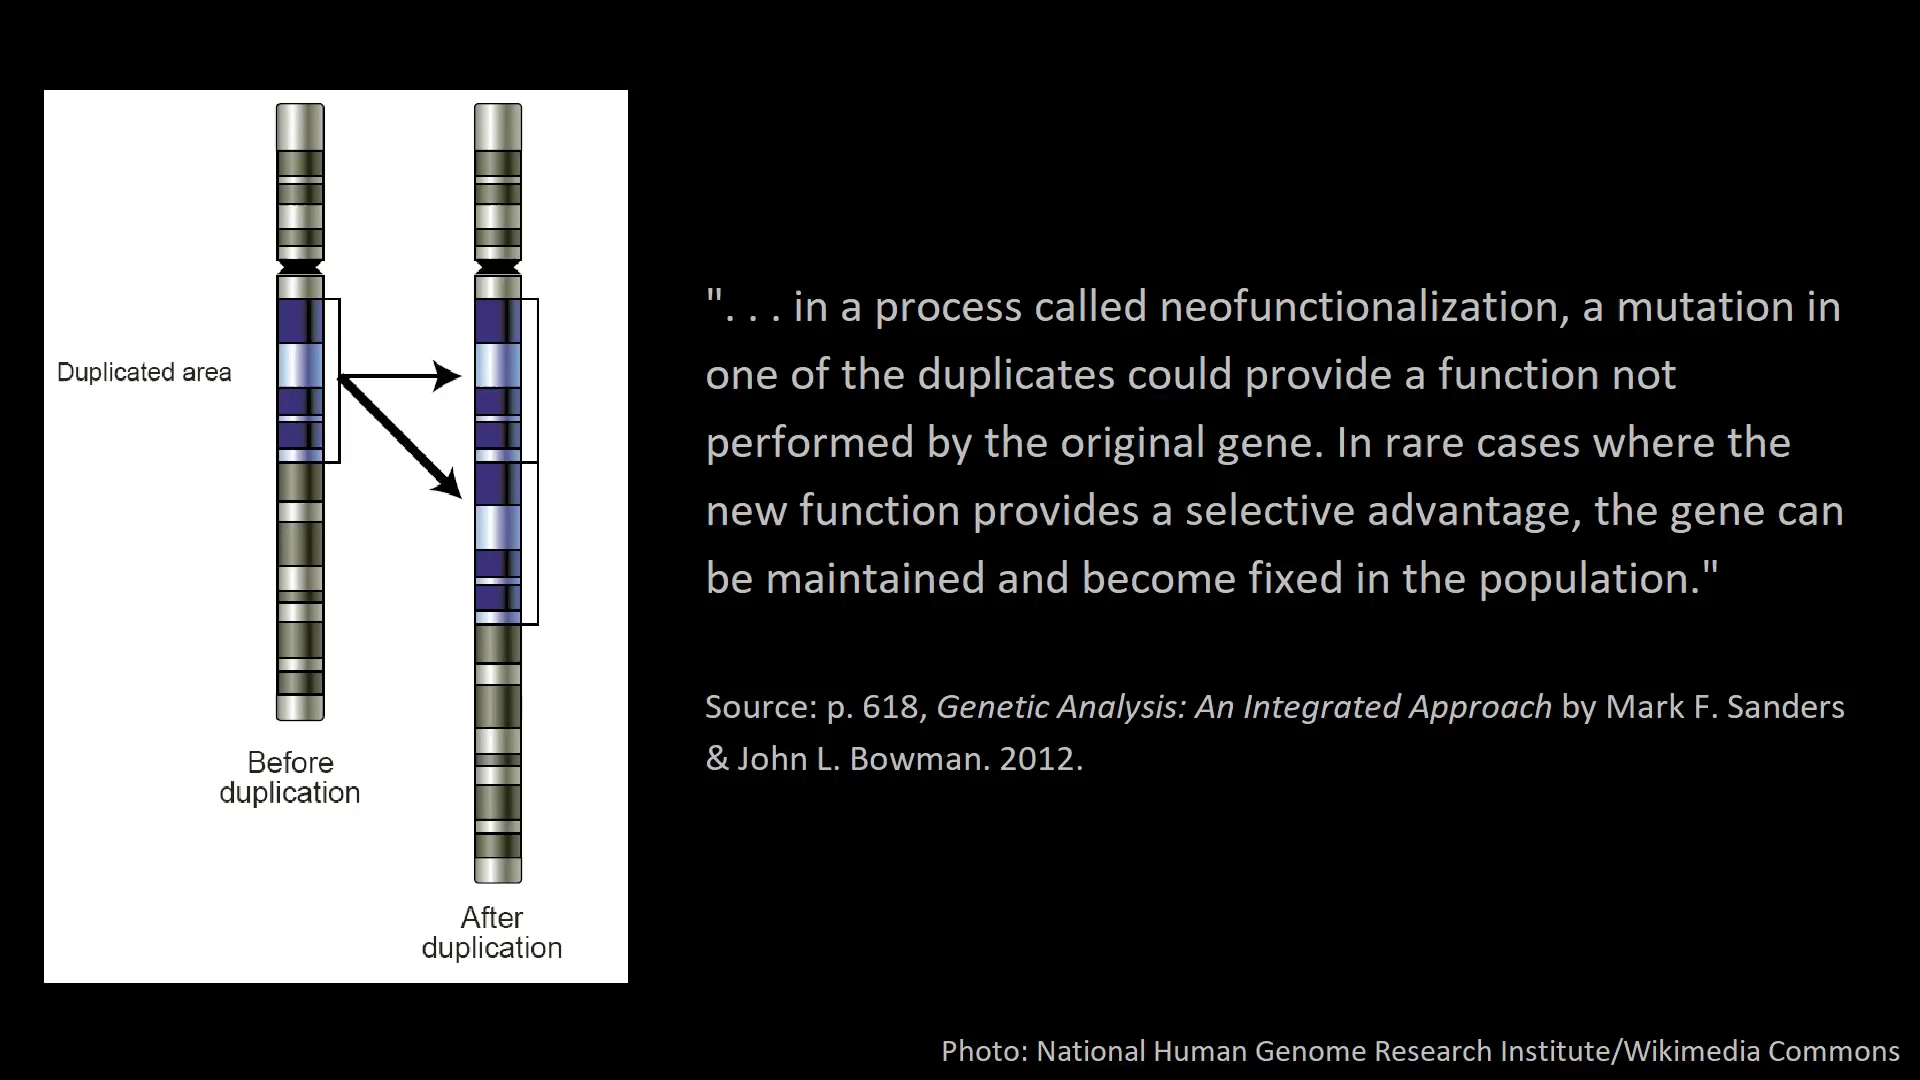 Duplicated area
Before
duplication
After
duplication
". . . in a process called neofunctionalization, a mutation in
one of the duplicates could provide a function not
performed by the original gene. In rare cases where the
new function provides a selective advantage, the gene can
be maintained and become fixed in the population."
Source: p. 618, Genetic Analysis: An Integrated Approach by Mark F. Sanders
& John L. Bowman. 2012.
Photo: National Human Genome Research Institute/Wikimedia Commons